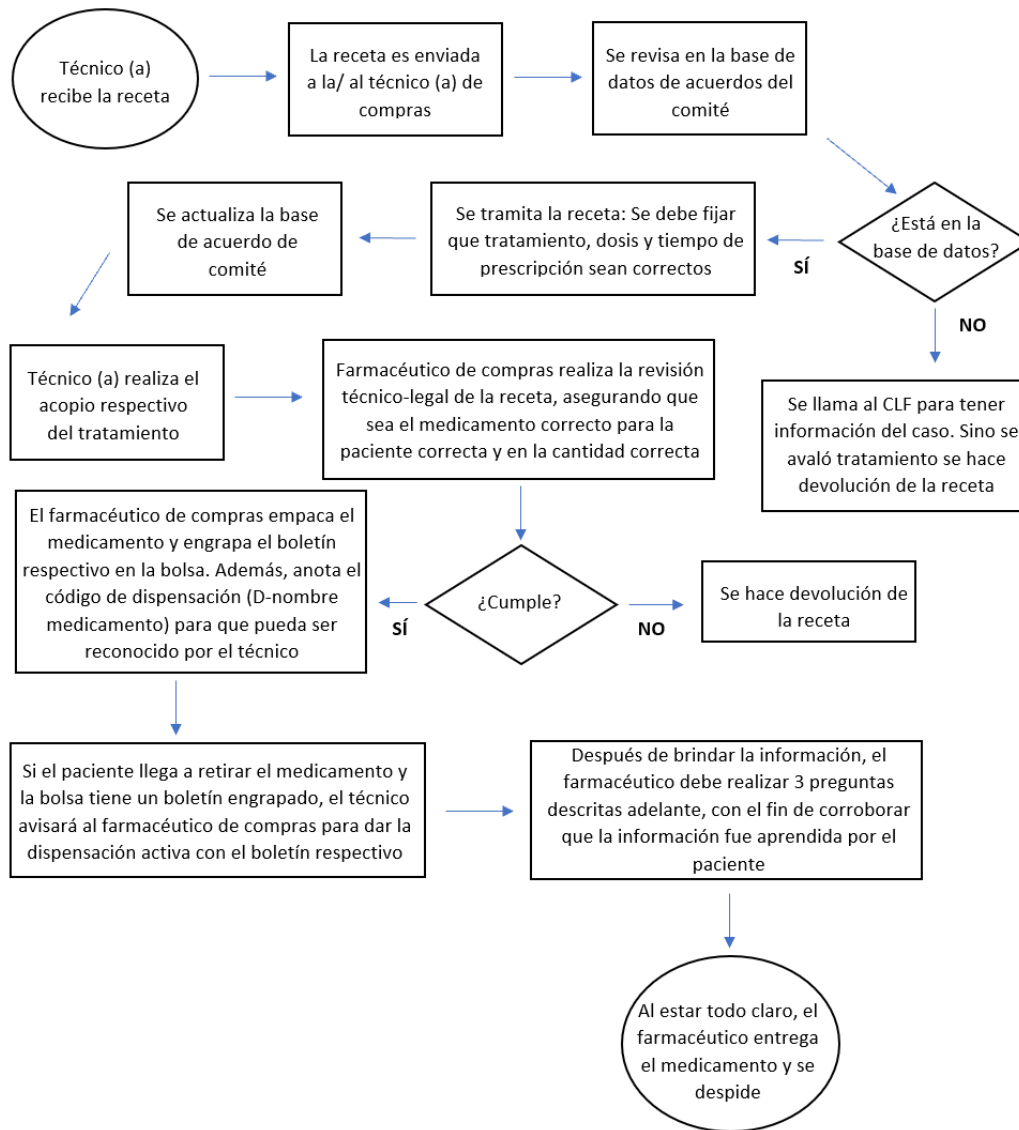 Técnico (a)
recibe la receta
La receta es enviada
a la/ al técnico (a) de
compras
Se revisa en la base de
datos de acuerdos del
comité
¿Está en la
base de datos?
SÍ
NO
Se tramita la receta: Se debe fijar
que tratamiento, dosis y tiempo de
prescripción sean correctos
Se actualiza la base
de acuerdo de
comité
Se llama al CLF para tener
información del caso. Sino se
avaló tratamiento se hace
devolución de la receta
Técnico (a) realiza el
acopio respectivo
del tratamiento
Farmacéutico de compras realiza la revisión
técnico-legal de la receta, asegurando que
sea el medicamento correcto para la
paciente correcta y en la cantidad correcta
¿Cumple?
SÍ
NO
Se hace devolución de
la receta
El farmacéutico de compras empaca el
medicamento y engrapa el boletín
respectivo en la bolsa. Además, anota el
código de dispensación (D-nombre
medicamento) para que pueda ser
reconocido por el técnico
Si el paciente llega a retirar el medicamento y
la bolsa tiene un boletín engrapado, el técnico
avisará al farmacéutico de compras para dar la
dispensación activa con el boletín respectivo
Después de brindar la información, el
farmacéutico debe realizar 3 preguntas
descritas adelante, con el fin de corroborar
que la información fue aprendida por el
paciente
Al estar todo claro, el
farmacéutico entrega
el medicamento y se
despide